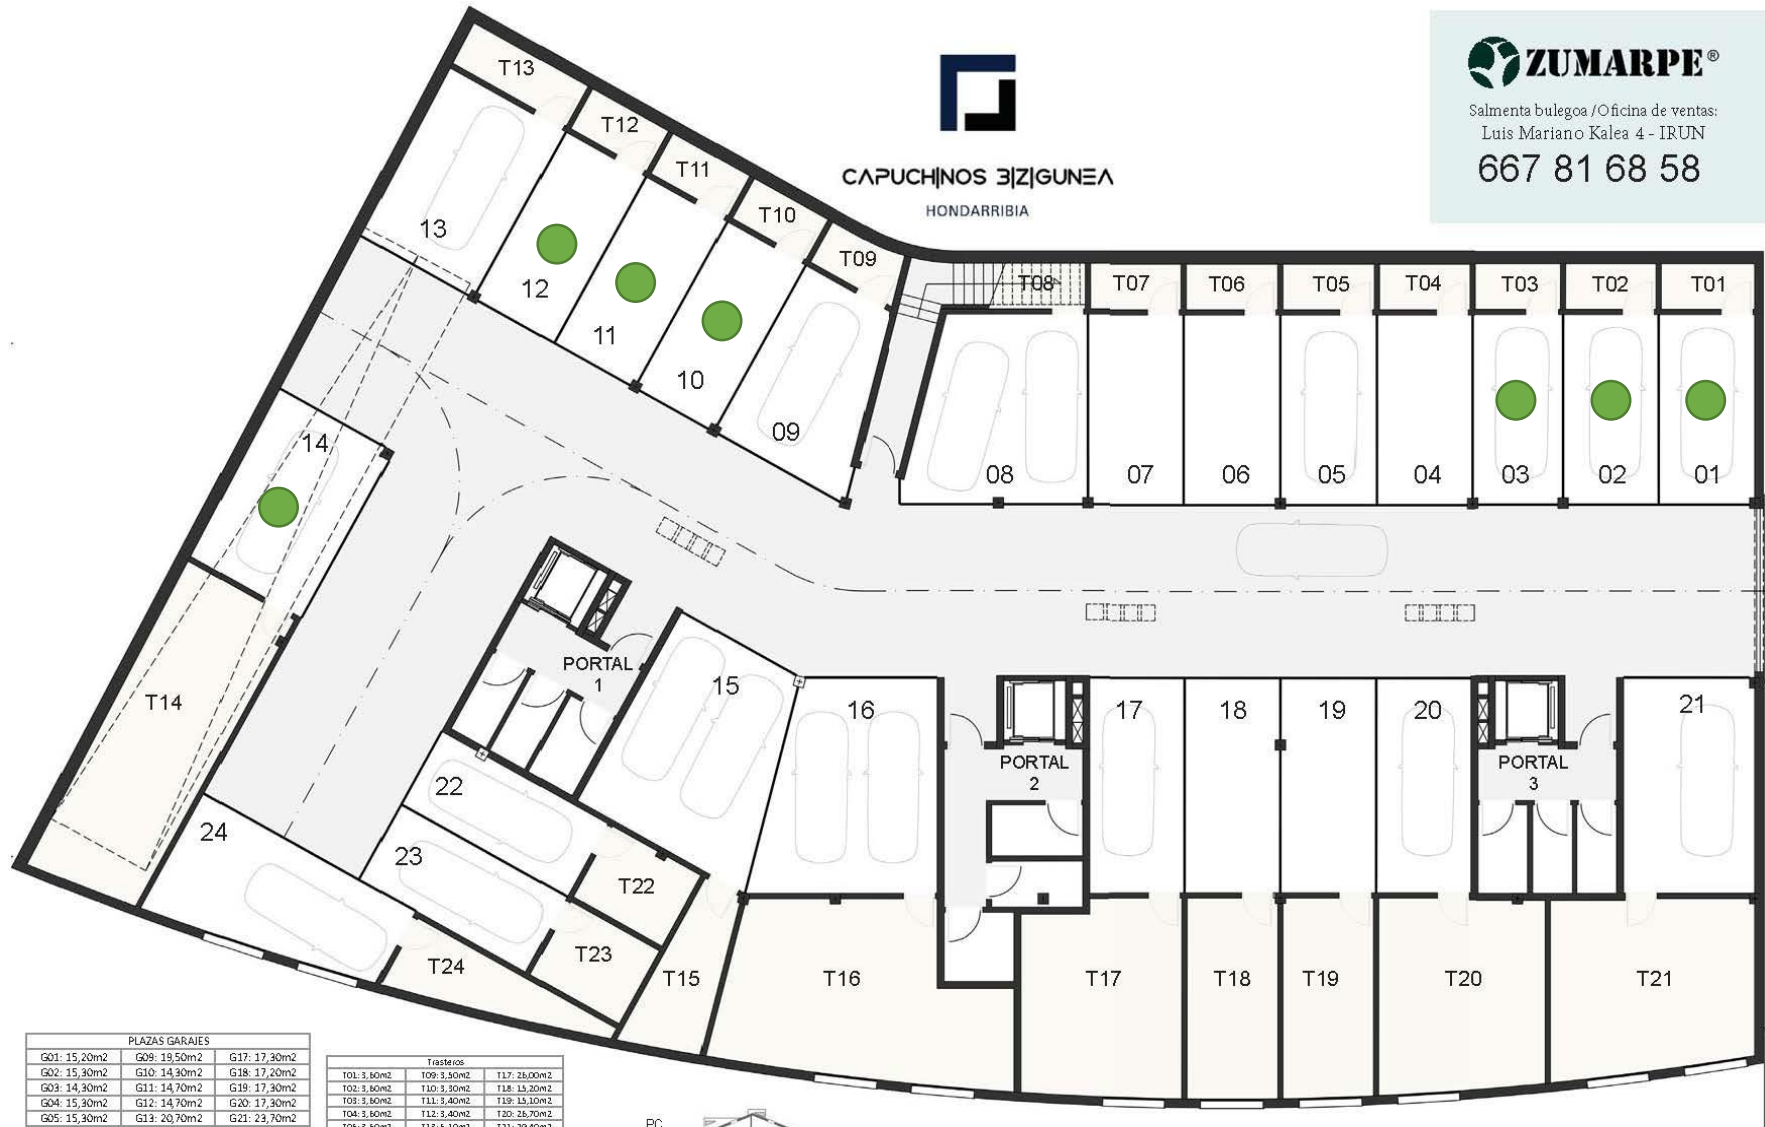 ZUMARPE®
Salmenta bulegoa / Oficina de ventas:
Luis Mariano Kalea 4 - IRUN
667 81 68 58
CAPUCHINOS BIZIGUNEA
HONDARRIBIA
T13
T12
T11
T10
T09
T08
T07
T06
T05
T04
T03
T02
T01
13
12
11
10
09
08
07
06
05
04
03
02
01
14
T14
PORTAL
1
15
16
PORTAL
2
17
18
19
20
PORTAL
3
21
22
23
24
T22
T23
T24
T15
T16
T17
T18
T19
T20
T21
PLAZAS GARAJES
G01: 15,20m2 G09: 19,50m2 G17: 17,30m2
G02: 15,30m2 G10: 14,30m2 G18: 17,20m2
G03: 14,30m2 G11: 14,70m2 G19: 17,30m2
G04: 15,30m2 G12: 14,70m2 G20: 17,30m2
G05: 15,30m2 G13: 20,70m2 G21: 23,70m2
Trasteros
T01: 3,60m2 T09: 3,50m2 T17: 26,00m2
T02: 3,60m2 T10: 3,30m2 T18: 15,20m2
T03: 3,60m2 T11: 3,40m2 T19: 15,10m2
T04: 3,60m2 T12: 3,40m2 T20: 26,70m2
PC